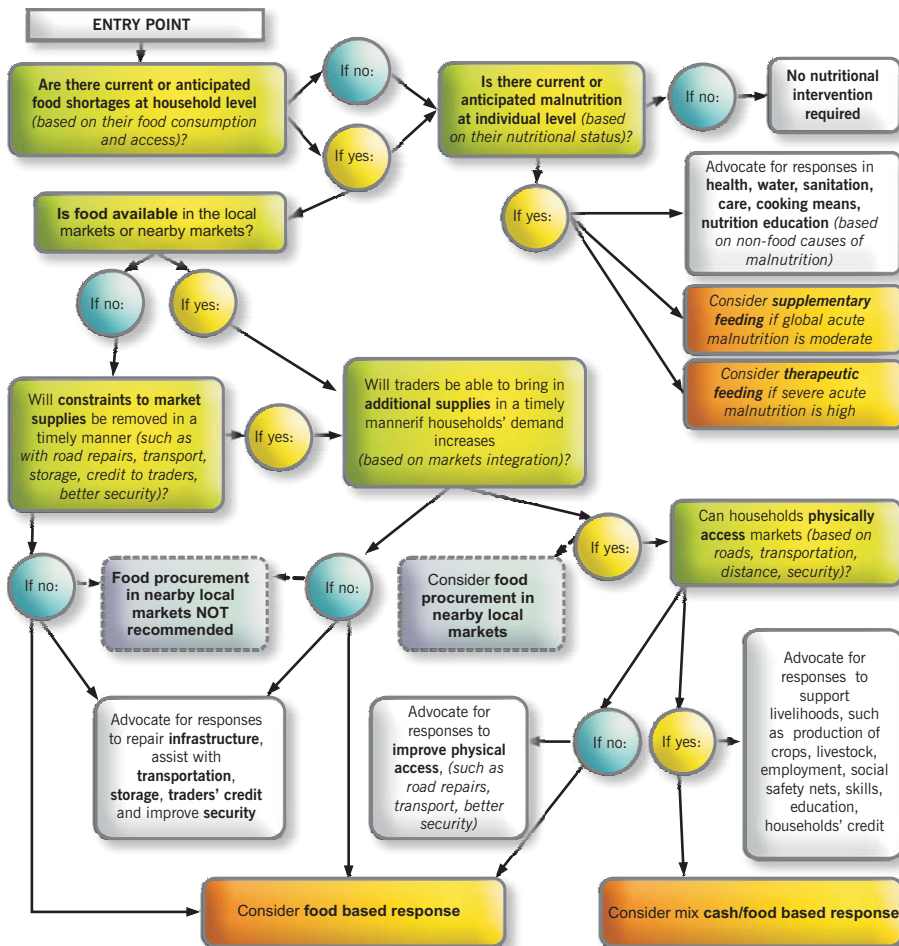 ENTRY POINT
Are there current or anticipated
food shortages at household level
(based on their food consumption
and access)?
If no:
If yes:
Is there current or
anticipated malnutrition
at individual level (based
on their nutritional status)?
If no:
No nutritional
intervention
required
If yes:
Advocate for responses in
health, water, sanitation,
care, cooking means,
nutrition education (based
on non-food causes of
malnutrition)
Consider supplementary
feeding if global acute
malnutrition is moderate
Consider therapeutic
feeding if severe acute
malnutrition is high
Is food available in the local
markets or nearby markets?
If no:
If yes:
Will constraints to market
supplies be removed in a
timely manner (such as
with road repairs, transport,
storage, credit to traders,
better security)?
If yes:
Will traders be able to bring in
additional supplies in a timely
mannerif households' demand
increases
(based on markets integration)?
If no:
Food procurement
in nearby local
markets NOT
recommended
If no:
Consider food
procurement in
nearby local
markets
If yes:
Can households physically
access markets (based on
roads, transportation,
distance, security)?
Advocate for responses
to repair infrastructure,
assist with
transportation,
storage, traders' credit
and improve security
Advocate for
responses to
improve physical
access, (such as
road repairs,
transport, better
security)
If no:
If yes:
Advocate for
responses to
support
livelihoods, such
as production of
crops, livestock,
employment, social
safety nets, skills,
education,
households' credit
Consider food based response
Consider mix cash/food based response